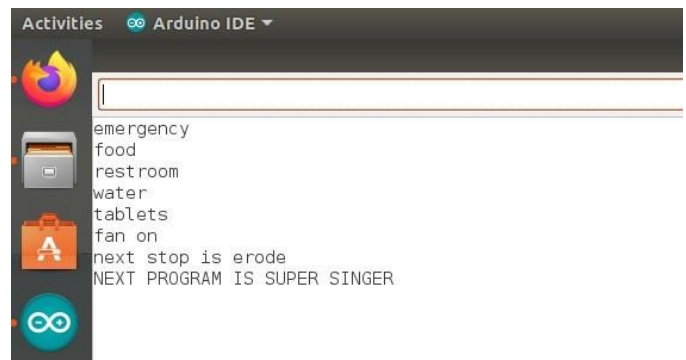 Activities Arduino IDE
emergency
food
restroom
water
tablets
fan on
next stop is erode
NEXT PROGRAM IS SUPER SINGER